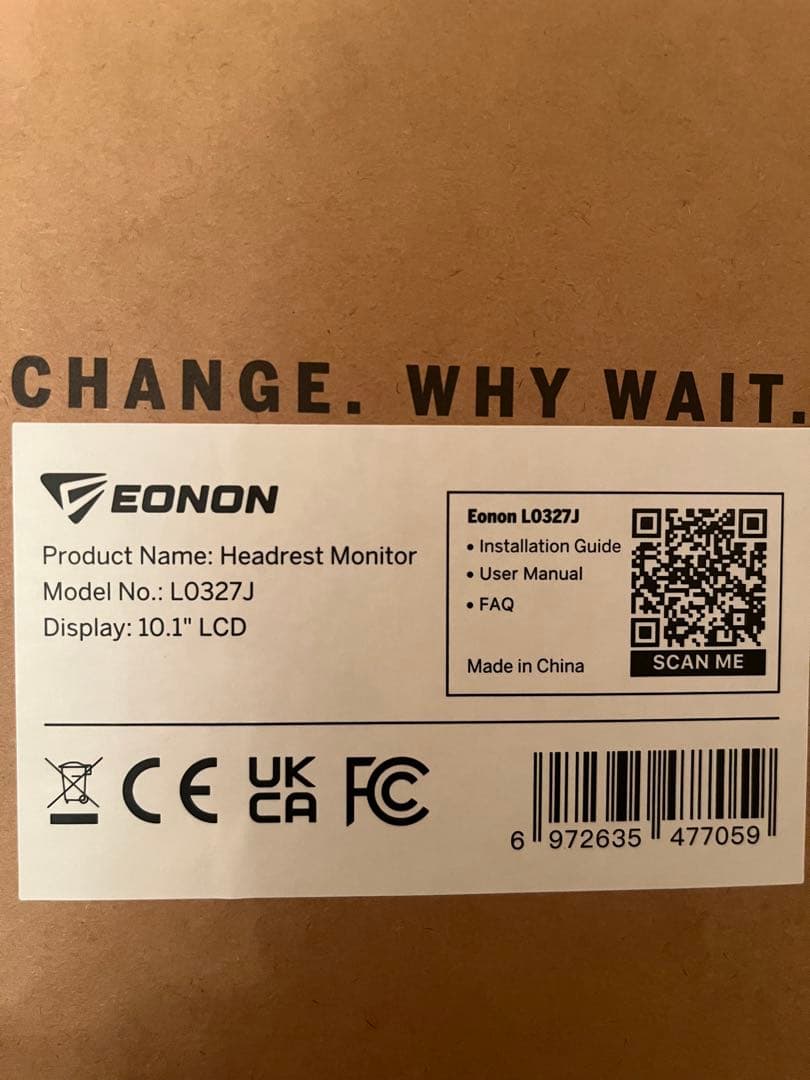 CHANGE. WHY WAIT.
EONON
Product Name: Headrest Monitor
Model No.: L0327J
Display: 10.1" LCD
Eonon L0327J
• Installation Guide
• User Manual
• FAQ
Made in China
SCAN ME
CE UK CA FC
6 972635 477059